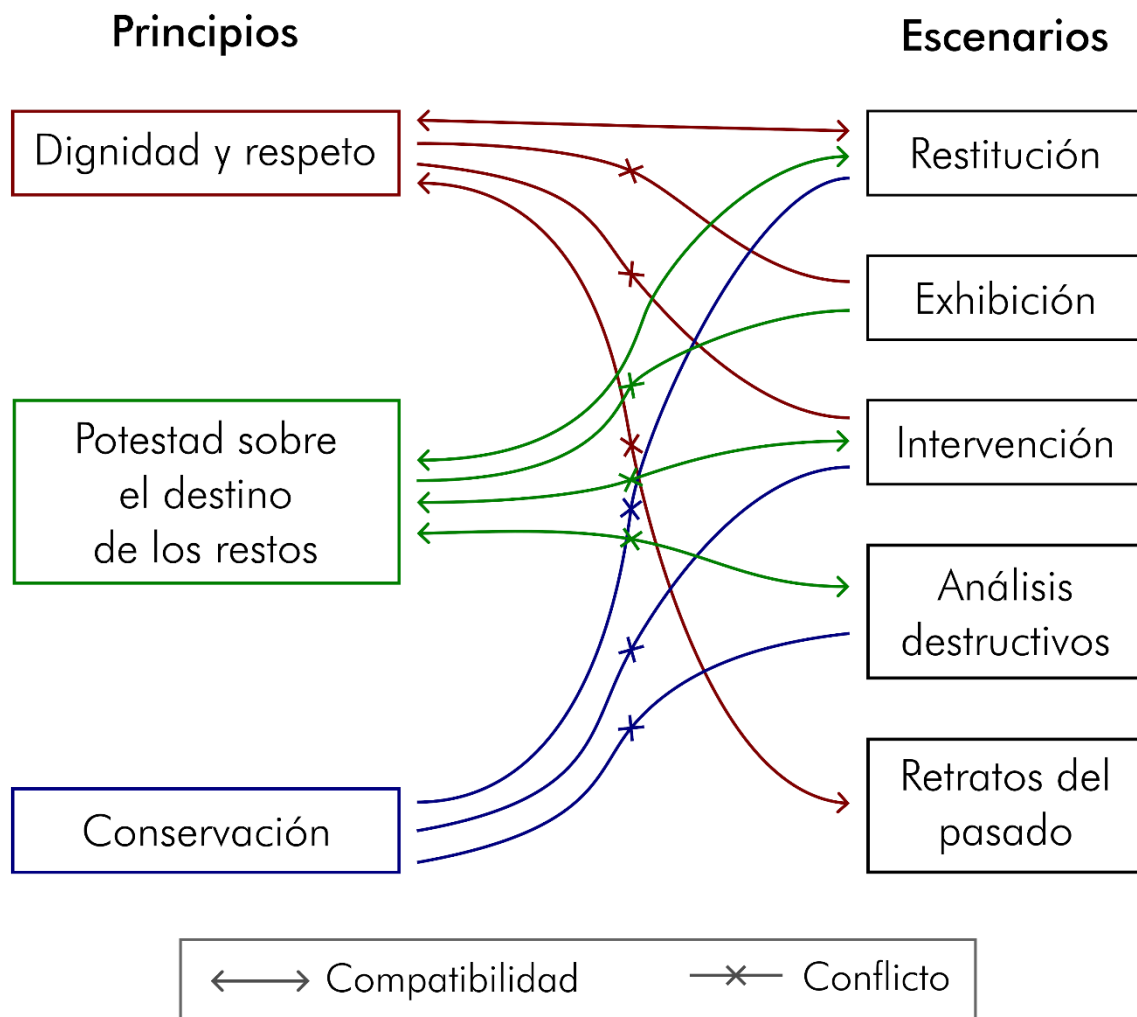 Principios
Escenarios
Dignidad y respeto
Potestad sobre
el destino
de los restos
Conservación
Restitución
Exhibición
Intervención
Análisis
destructivos
Retratos del
pasado
Compatibilidad
Conflicto